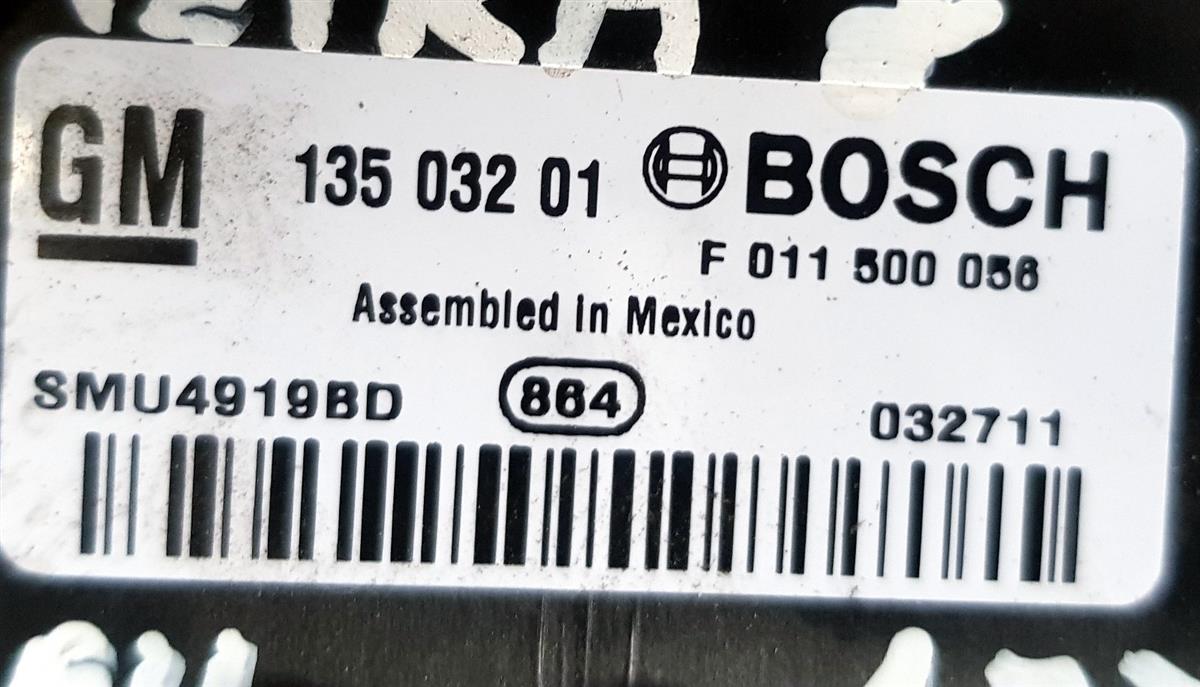 GM 135 032 01 BOSCH
F 011 500 056
Assembled in Mexico
SMU4919BD 864 032711